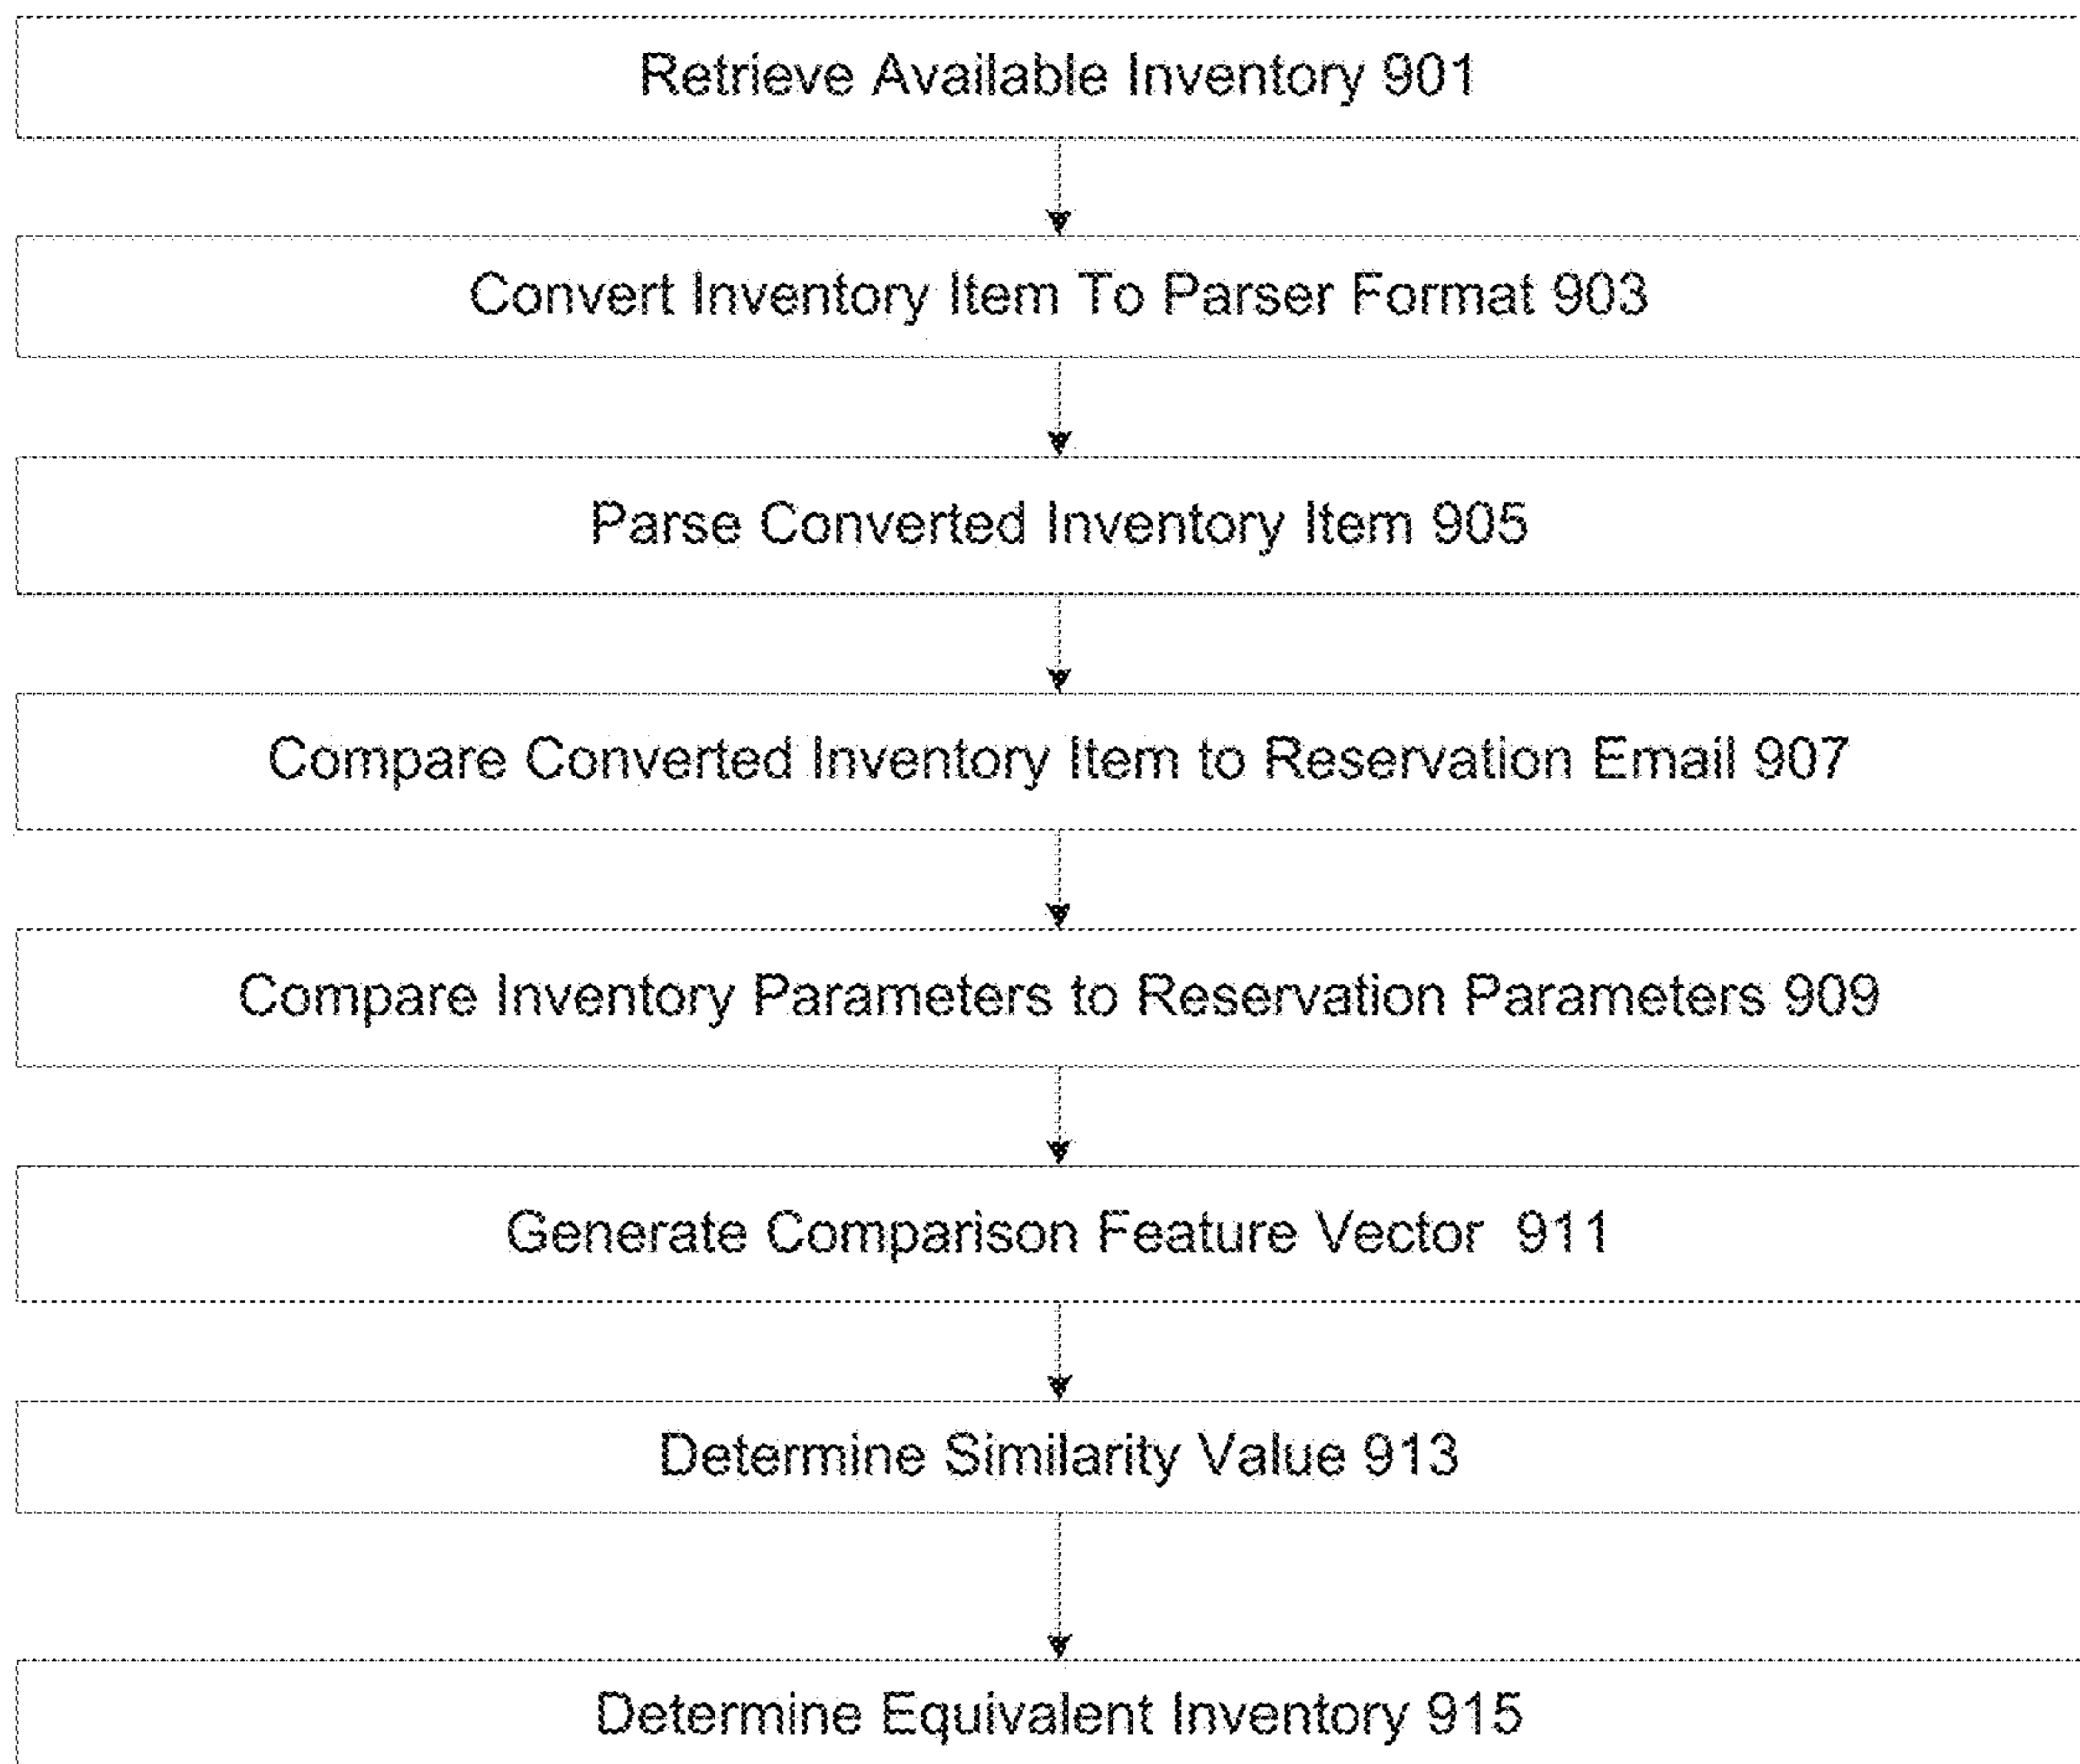 Retrieve Available Inventory 901
Convert Inventory Item To Parser Format 903
Parse Converted Inventory Item 905
Compare Converted Inventory Item to Reservation Email 907
Compare Inventory Parameters to Reservation Parameters 909
Generate Comparison Feature Vector 911
Determine Similarity Value 913
Determine Equivalent Inventory 915